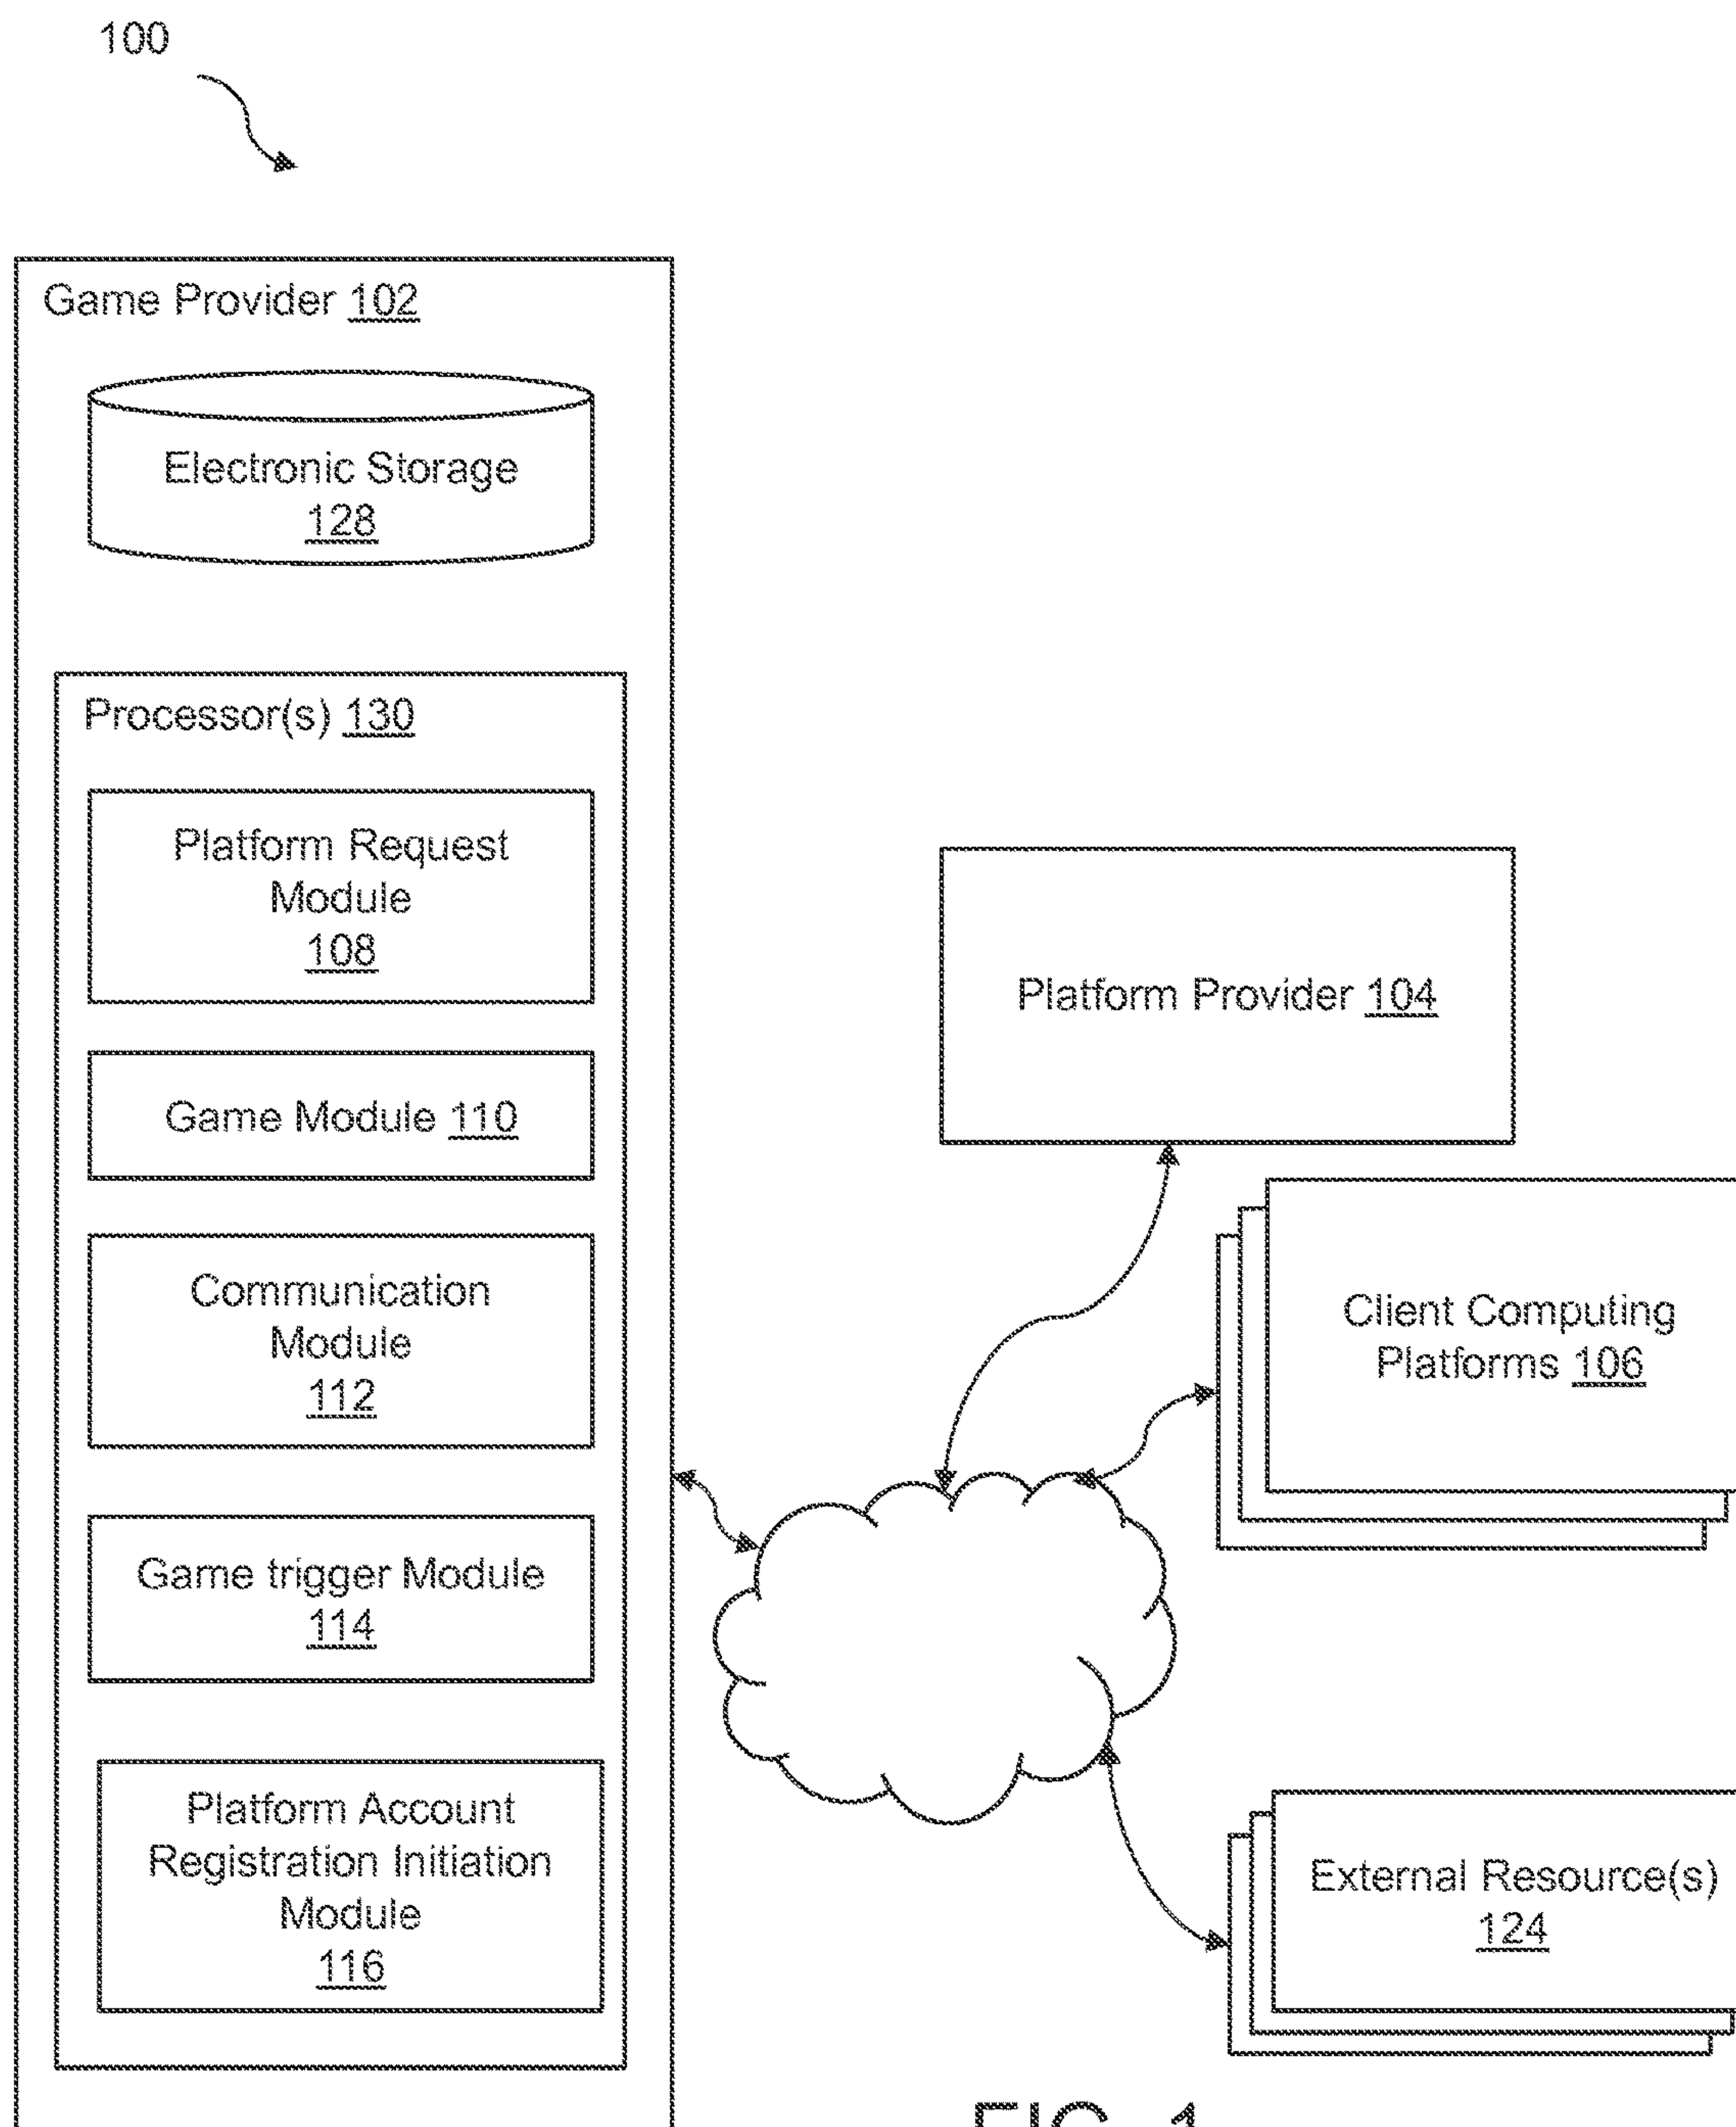 100
Game Provider 102
Electronic Storage
128
Processor(s) 130
Platform Request
Module
108
Game Module 110
Communication
Module
112
Game trigger Module
114
Platform Account
Registration Initiation
Module
116
Platform Provider 104
Client Computing
Platforms 106
External Resource(s)
124
FIG. 1